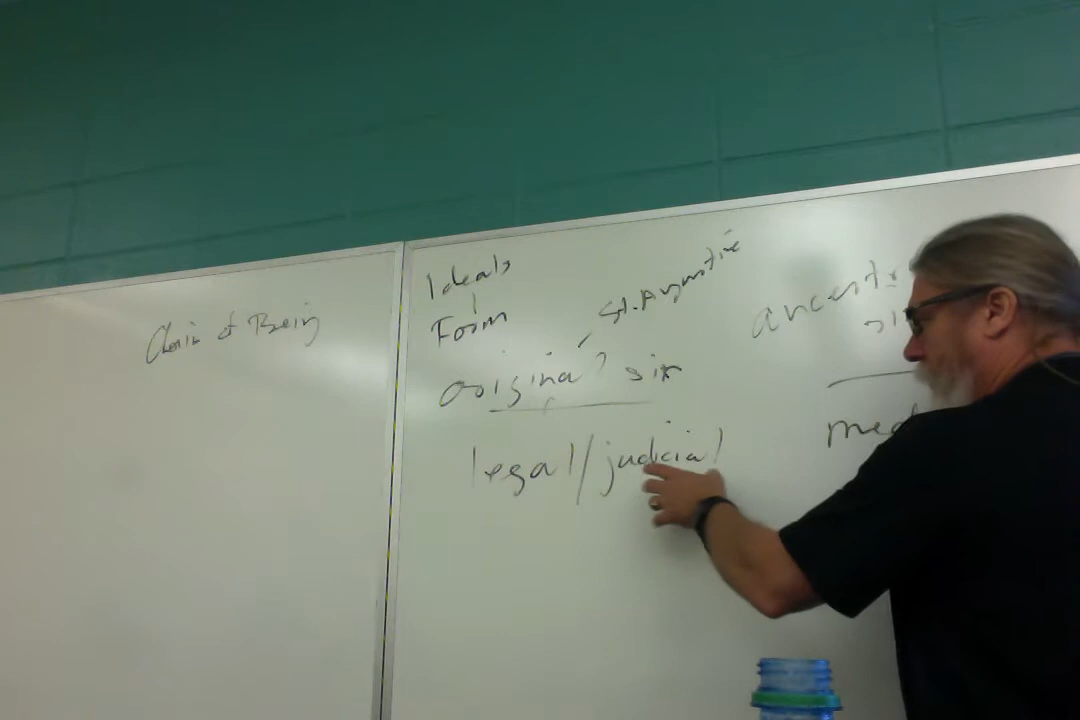 Chain of Being
Ideals
Form
St. Augustine
original sin
legal/judicial